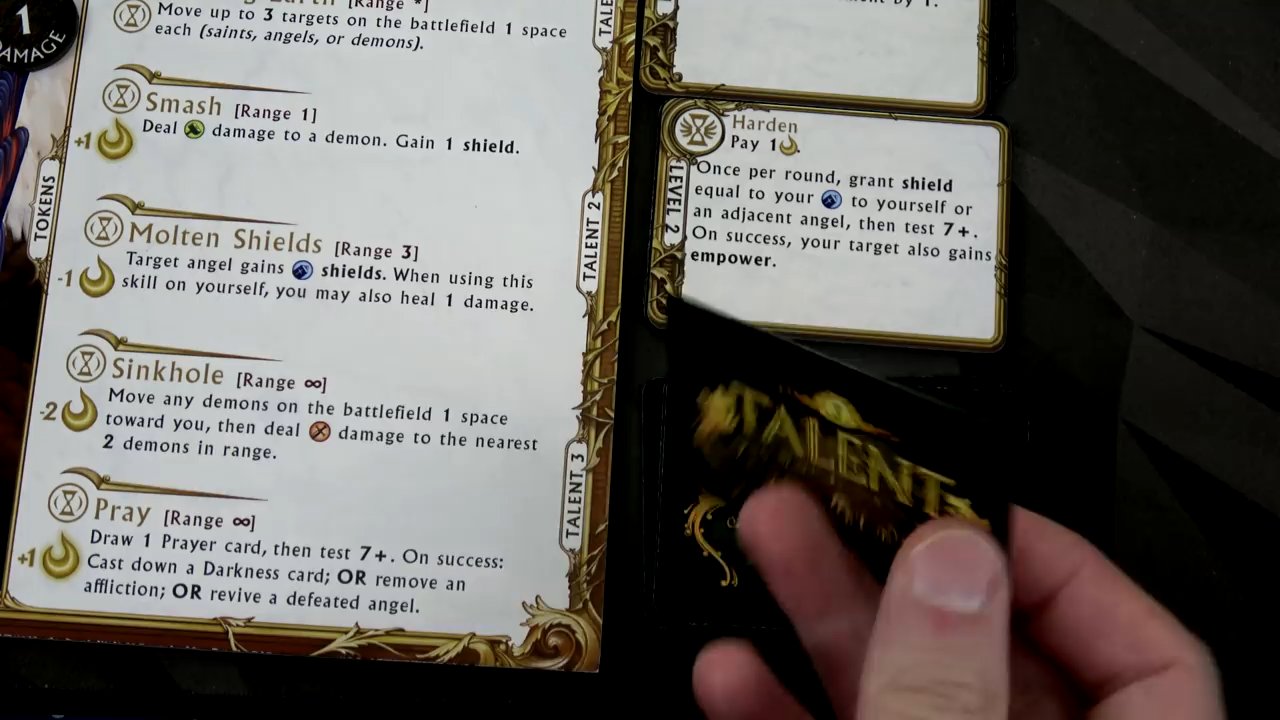 1
DAMAGE
[Range *]
Move up to 3 targets on the battlefield 1 space
each (saints, angels, or demons).
Smash [Range 1]
+1
Deal damage to a demon. Gain 1 shield.
TOKENS
Molten Shields [Range 3]
-1
Target angel gains shields. When using this
skill on yourself, you may also heal 1 damage.
TALENT 2
Sinkhole [Range ∞]
-2
Move any demons on the battlefield 1 space
toward you, then deal damage to the nearest
2 demons in range.
TALENT 3
Pray [Range ∞]
+1
Draw 1 Prayer card, then test 7+. On success:
Cast down a Darkness card; OR remove an
affliction; OR revive a defeated angel.
by 1.
Harden
Pay 1
LEVEL 2
Once per round, grant shield
equal to your to yourself or
an adjacent angel, then test 7+.
On success, your target also gains
empower.
TALENTS